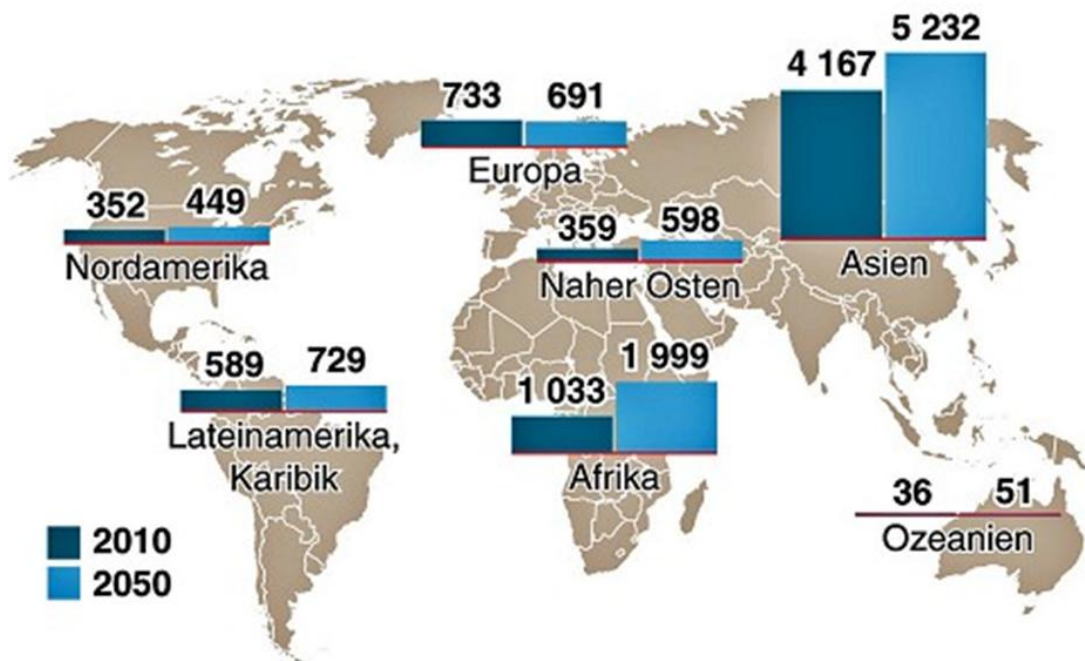 5 232
4 167
733 691
Europa
352 449
Nordamerika
359 598
Naher Osten
Asien
589 729
Lateinamerika,
Karibik
1 999
1 033
Afrika
36 51
Ozeanien
2010
2050